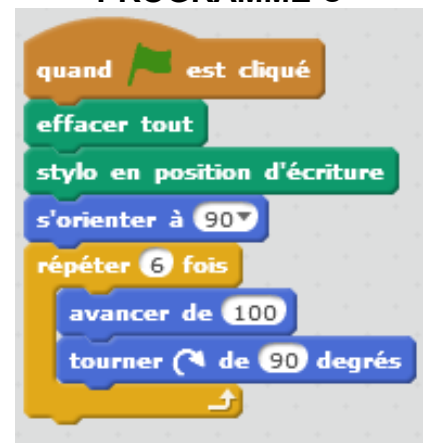 quand est cliqué
effacer tout
stylo en position d'écriture
s'orienter à 90
répéter 6 fois
avancer de 100
tourner de 90 degrés